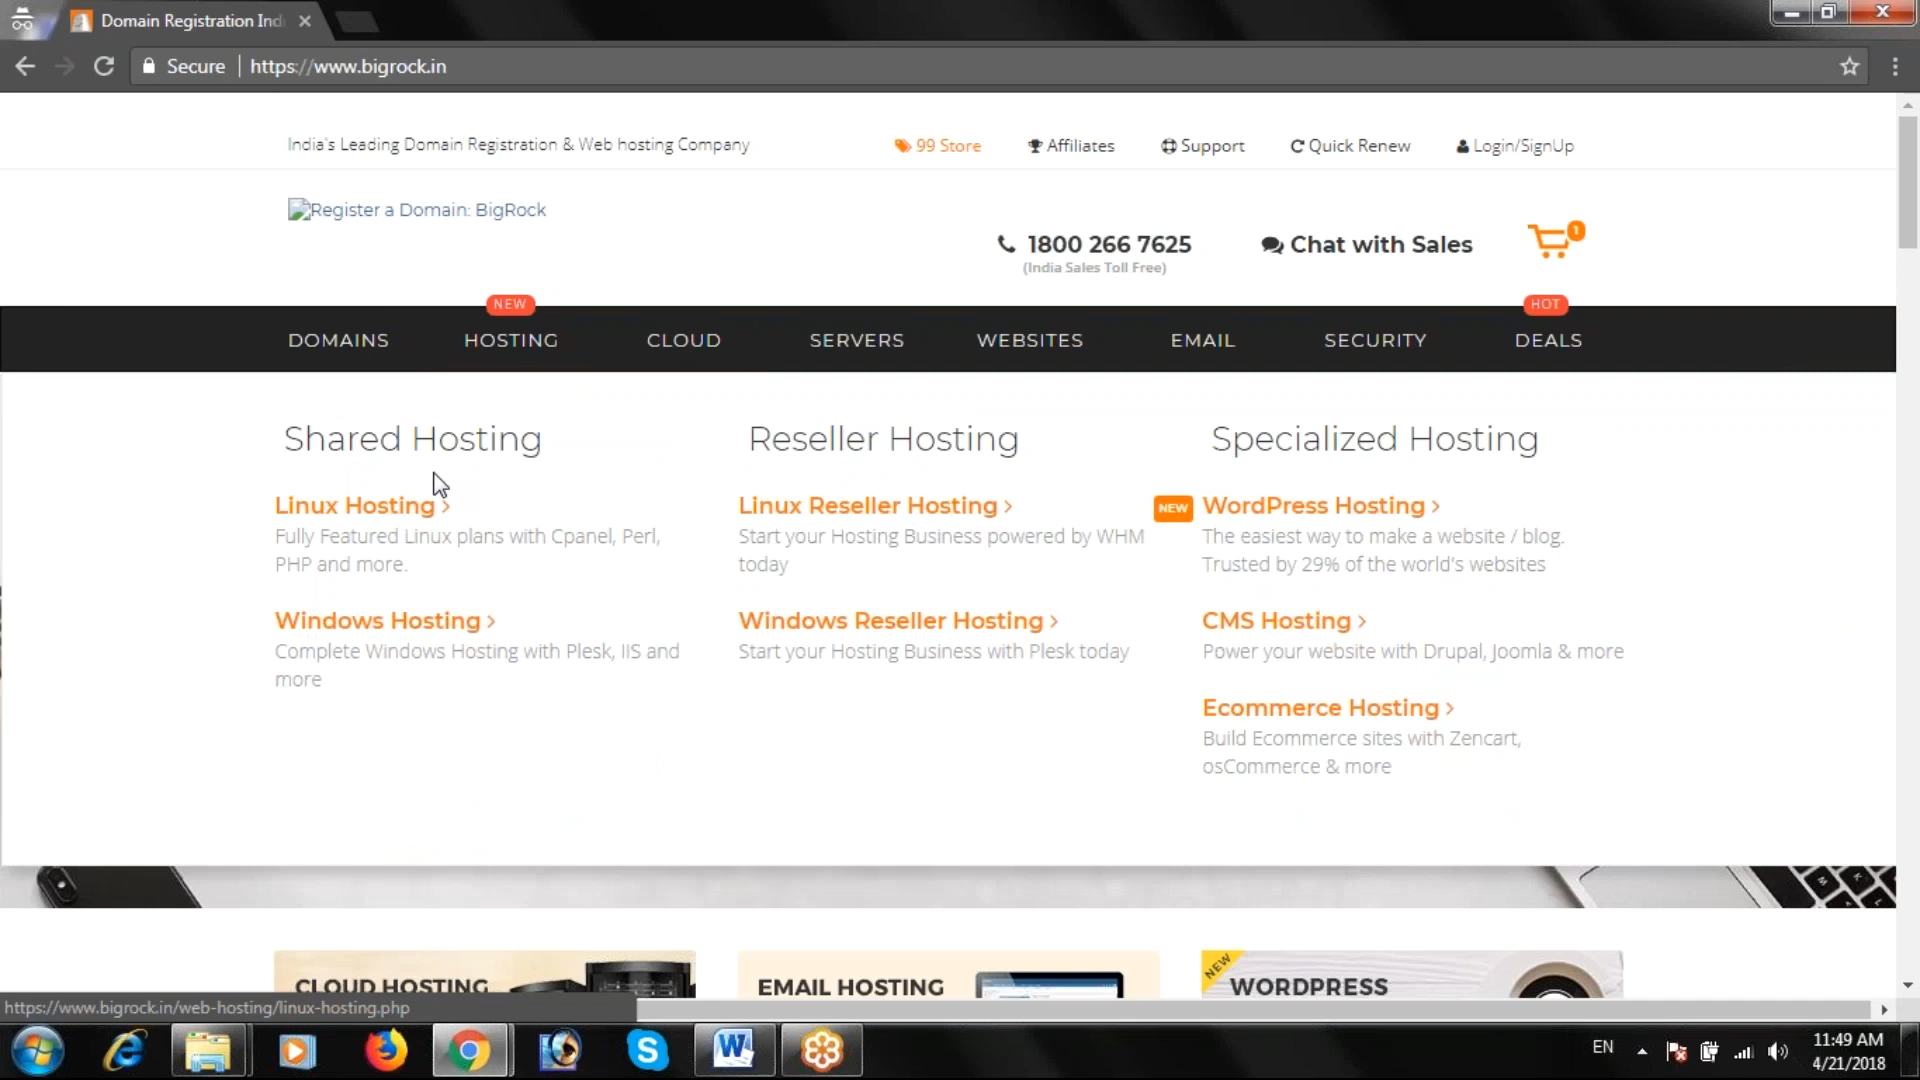 Domain Registration Ind
Secure | https://www.bigrock.in
India's Leading Domain Registration & Web hosting Company
99 Store
Affiliates
Support
Quick Renew
Login/SignUp
Register a Domain: BigRock
1800 266 7625
(India Sales Toll Free)
Chat with Sales
1
NEW
HOT
DOMAINS
HOSTING
CLOUD
SERVERS
WEBSITES
EMAIL
SECURITY
DEALS
Shared Hosting
Linux Hosting >
Fully Featured Linux plans with Cpanel, Perl,
PHP and more.
Windows Hosting >
Complete Windows Hosting with Plesk, IIS and
more
Reseller Hosting
Linux Reseller Hosting >
Start your Hosting Business powered by WHM
today
Windows Reseller Hosting >
Start your Hosting Business with Plesk today
Specialized Hosting
NEW
WordPress Hosting >
The easiest way to make a website / blog.
Trusted by 29% of the world's websites
CMS Hosting >
Power your website with Drupal, Joomla & more
Ecommerce Hosting >
Build Ecommerce sites with Zencart,
osCommerce & more
CLOUD HOSTING
EMAIL HOSTING
NEW
WORDPRESS
https://www.bigrock.in/web-hosting/linux-hosting.php
EN
11:49 AM
4/21/2018